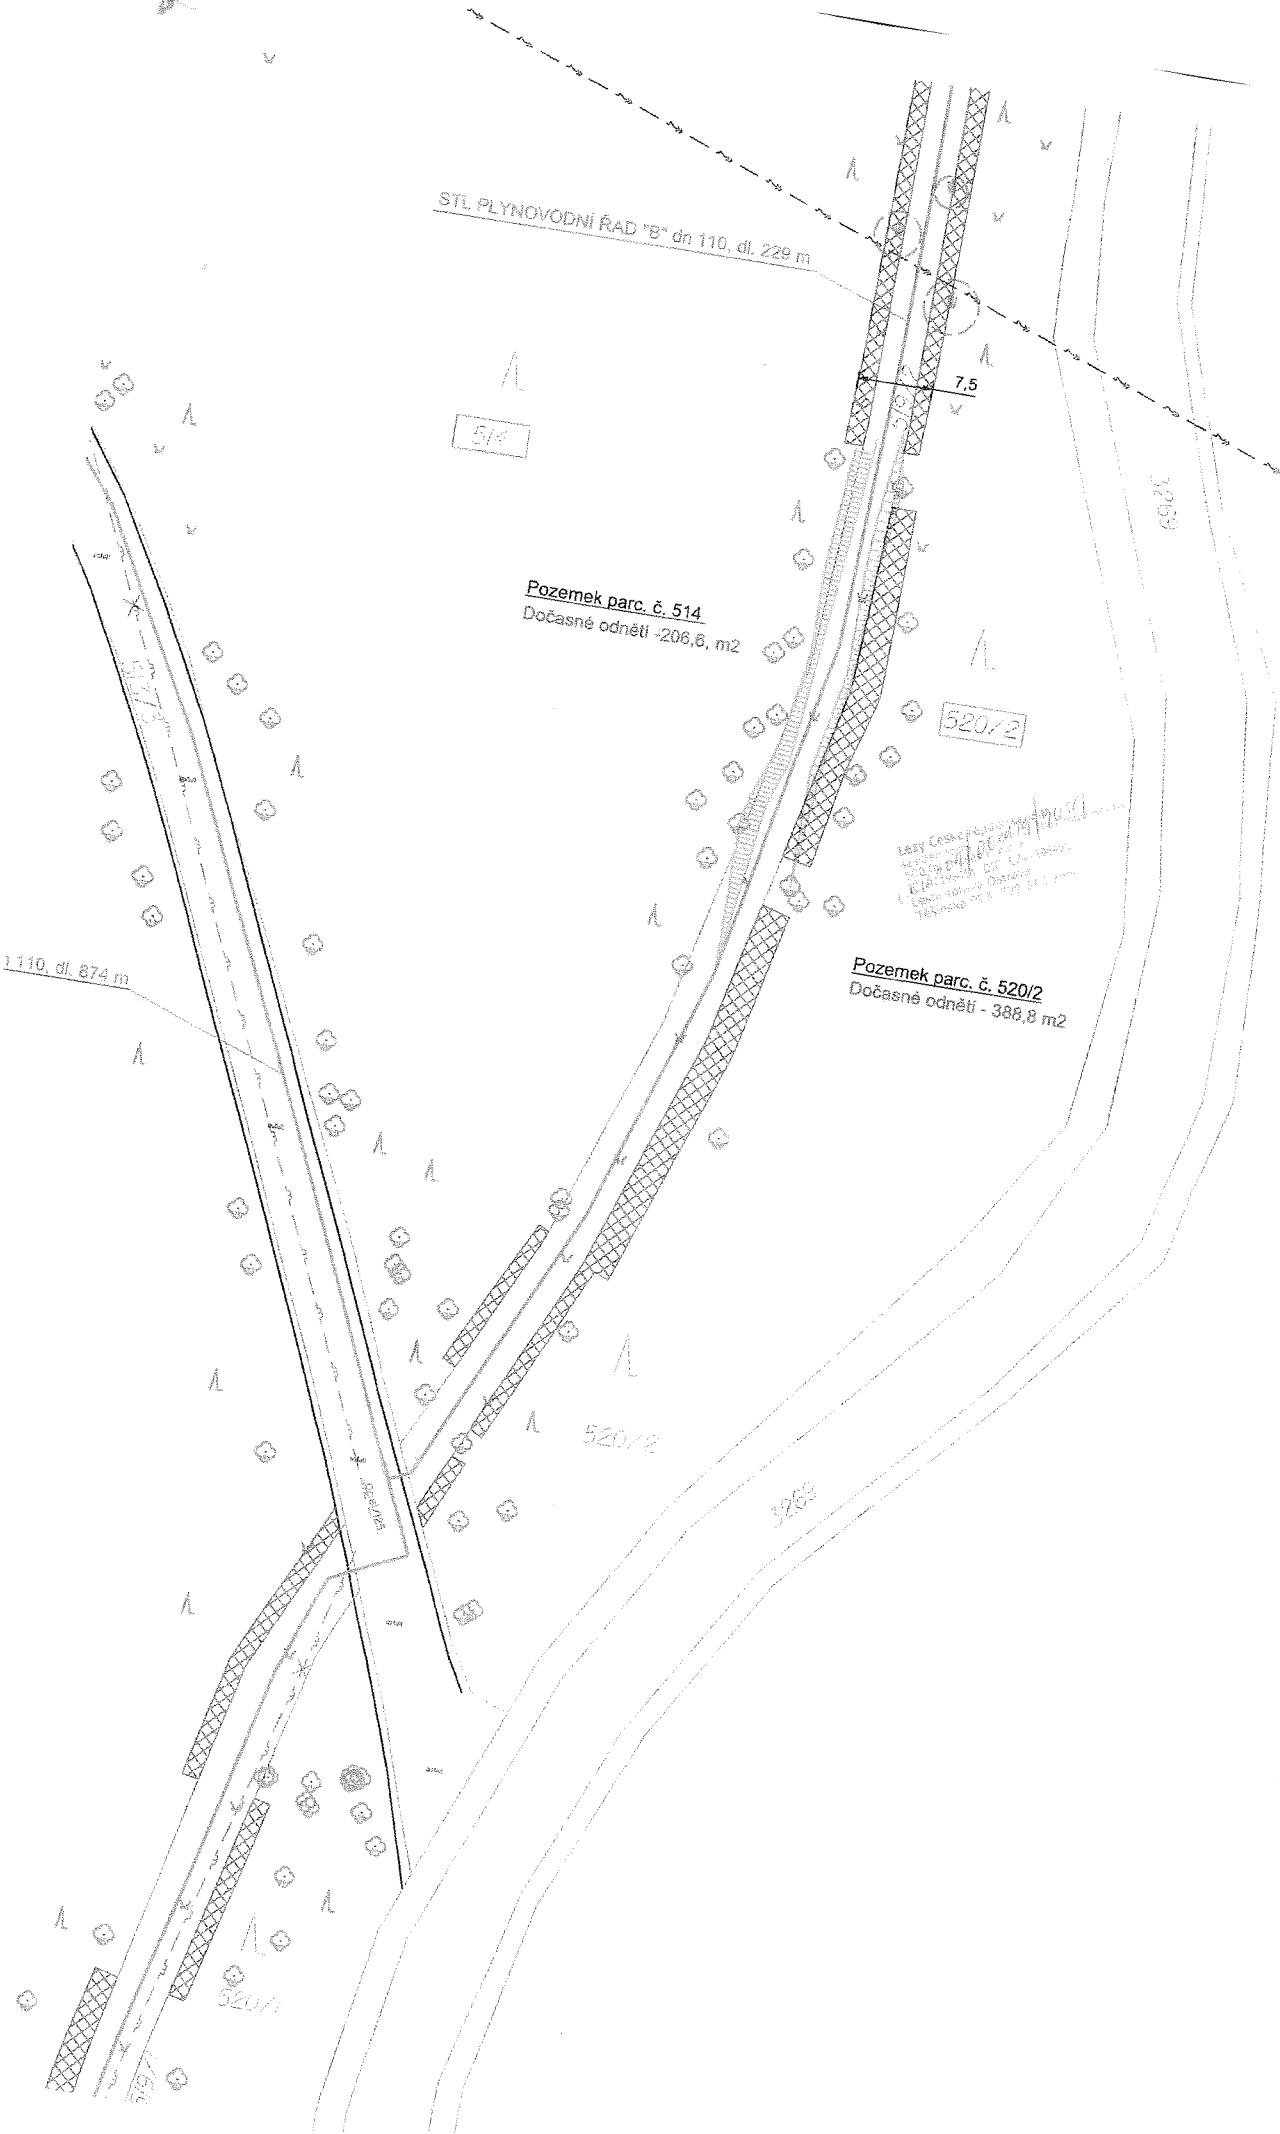 STL PLYNOVODNÍ ŘAD "B" dn 110, dl. 229 m
7,5
514
3269
Pozemek parc. č. 514
Dočasné odnětí -206,6, m2
520/2
Pozemek parc. č. 520/2
Dočasné odnětí - 388,8 m2
110, dl. 874 m
520/2
3269
520/